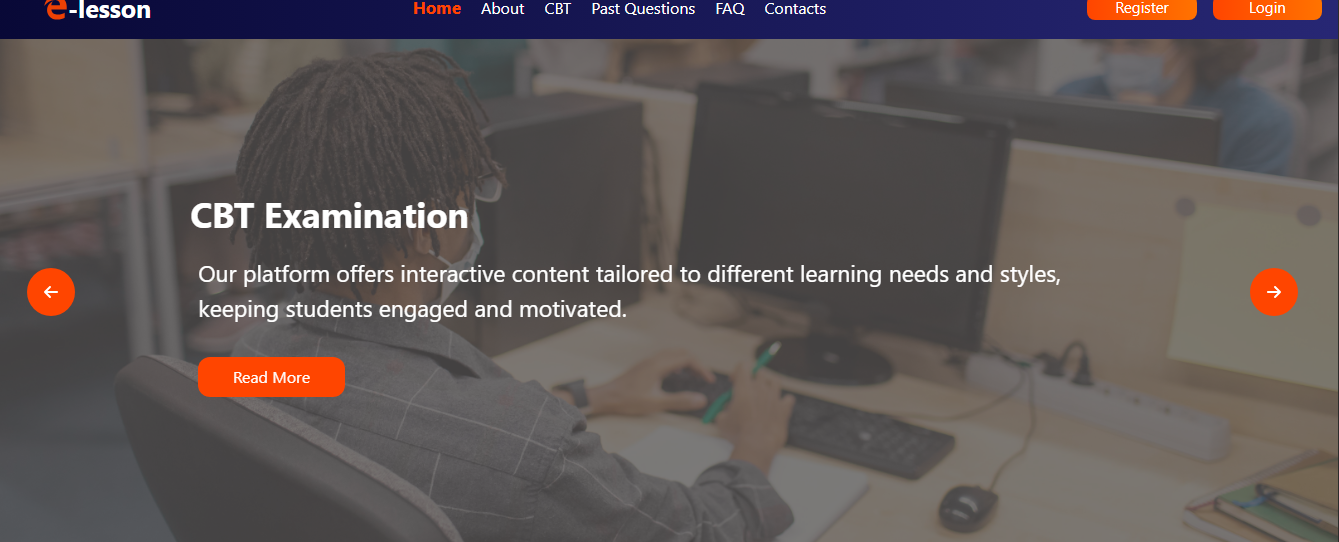 e-lesson
Home About CBT Past Questions FAQ Contacts
Register Login
CBT Examination
Our platform offers interactive content tailored to different learning needs and styles,
keeping students engaged and motivated.
Read More